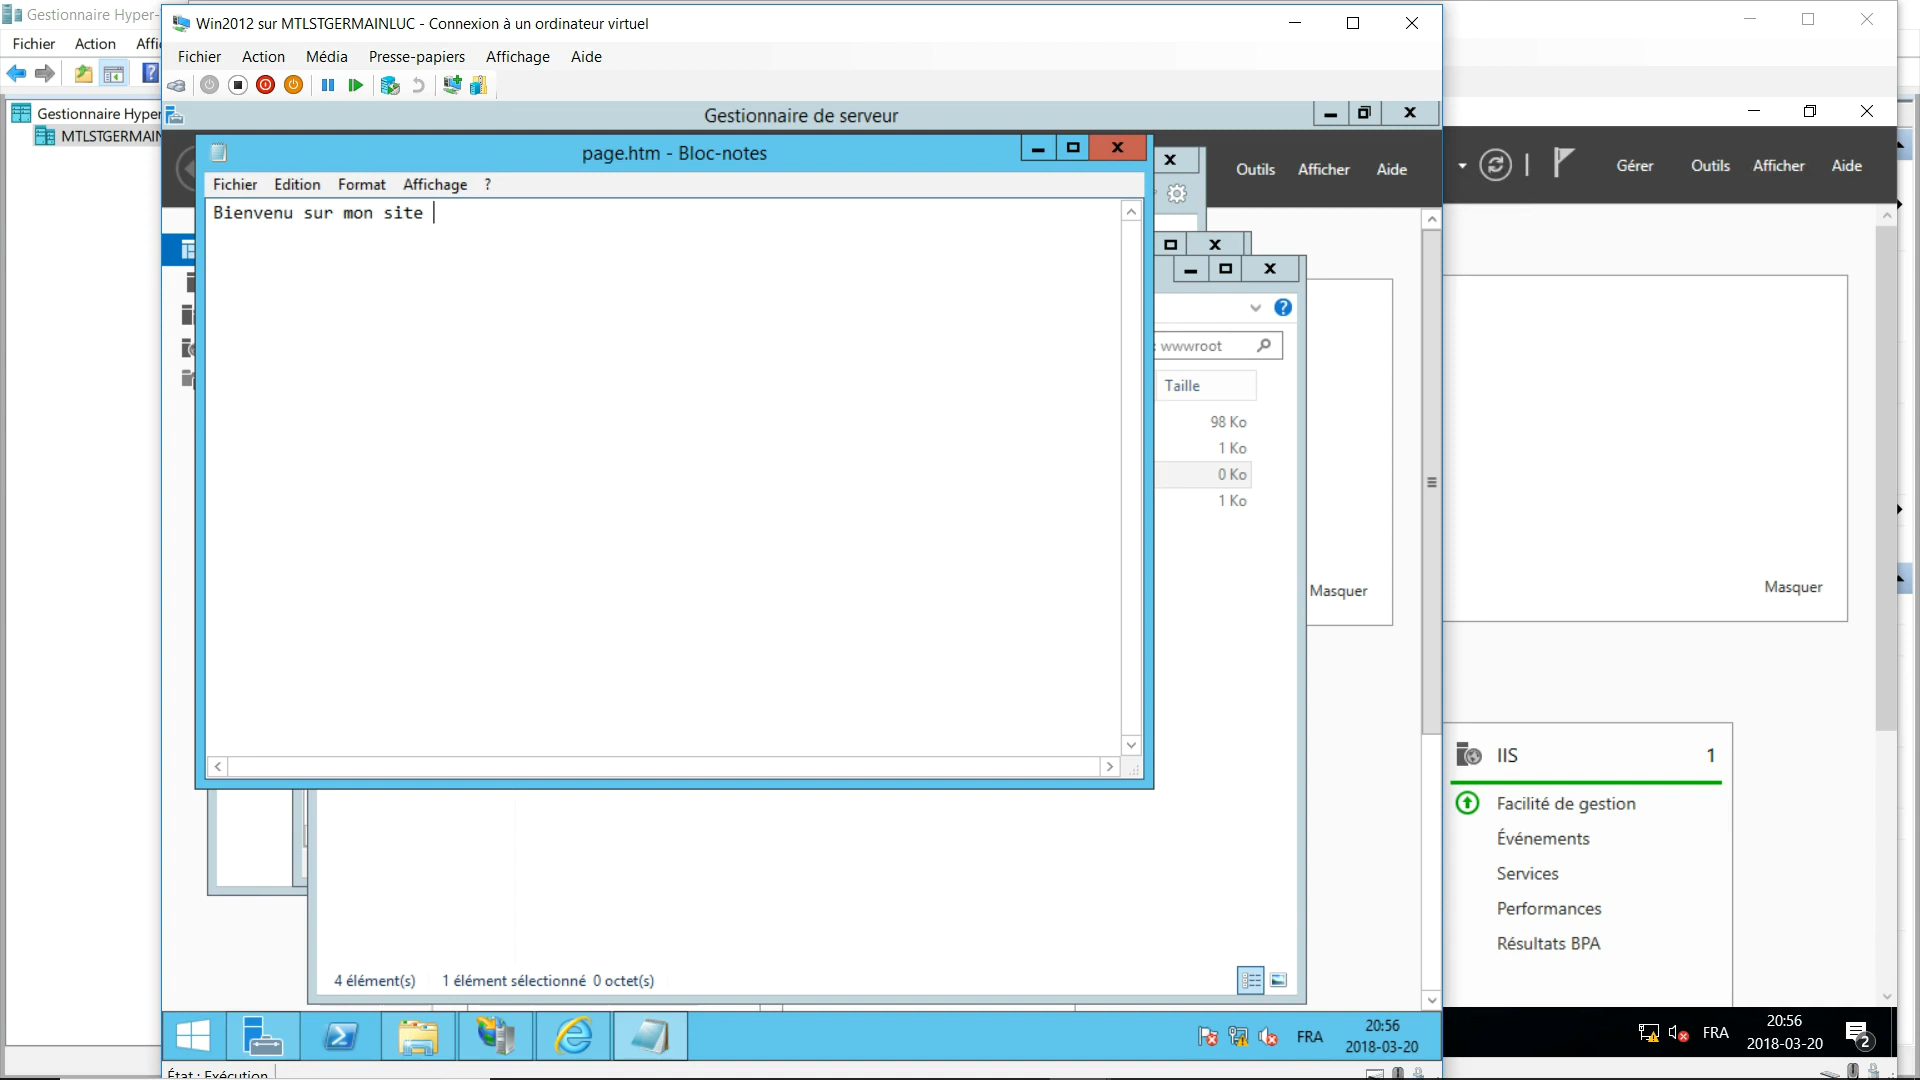 Gestionnaire Hyper-
Fichier Action Affi
Gestionnaire Hyper
MTLSTGERMAIN
Win2012 sur MTLSTGERMAINLUC - Connexion à un ordinateur virtuel
Fichier Action Média Presse-papiers Affichage Aide
Gestionnaire de serveur
page.htm - Bloc-notes
Fichier Edition Format Affichage ?
Bienvenu sur mon site
Outils Afficher Aide
Gérer Outils Afficher Aide
: wwwroot
Taille
98 Ko
1 Ko
0 Ko
1 Ko
Masquer
Masquer
IIS 1
Facilité de gestion
Événements
Services
Performances
Résultats BPA
4 élément(s) 1 élément sélectionné 0 octet(s)
FRA 20:56
2018-03-20
FRA 20:56
2018-03-20
2
État : Exécution